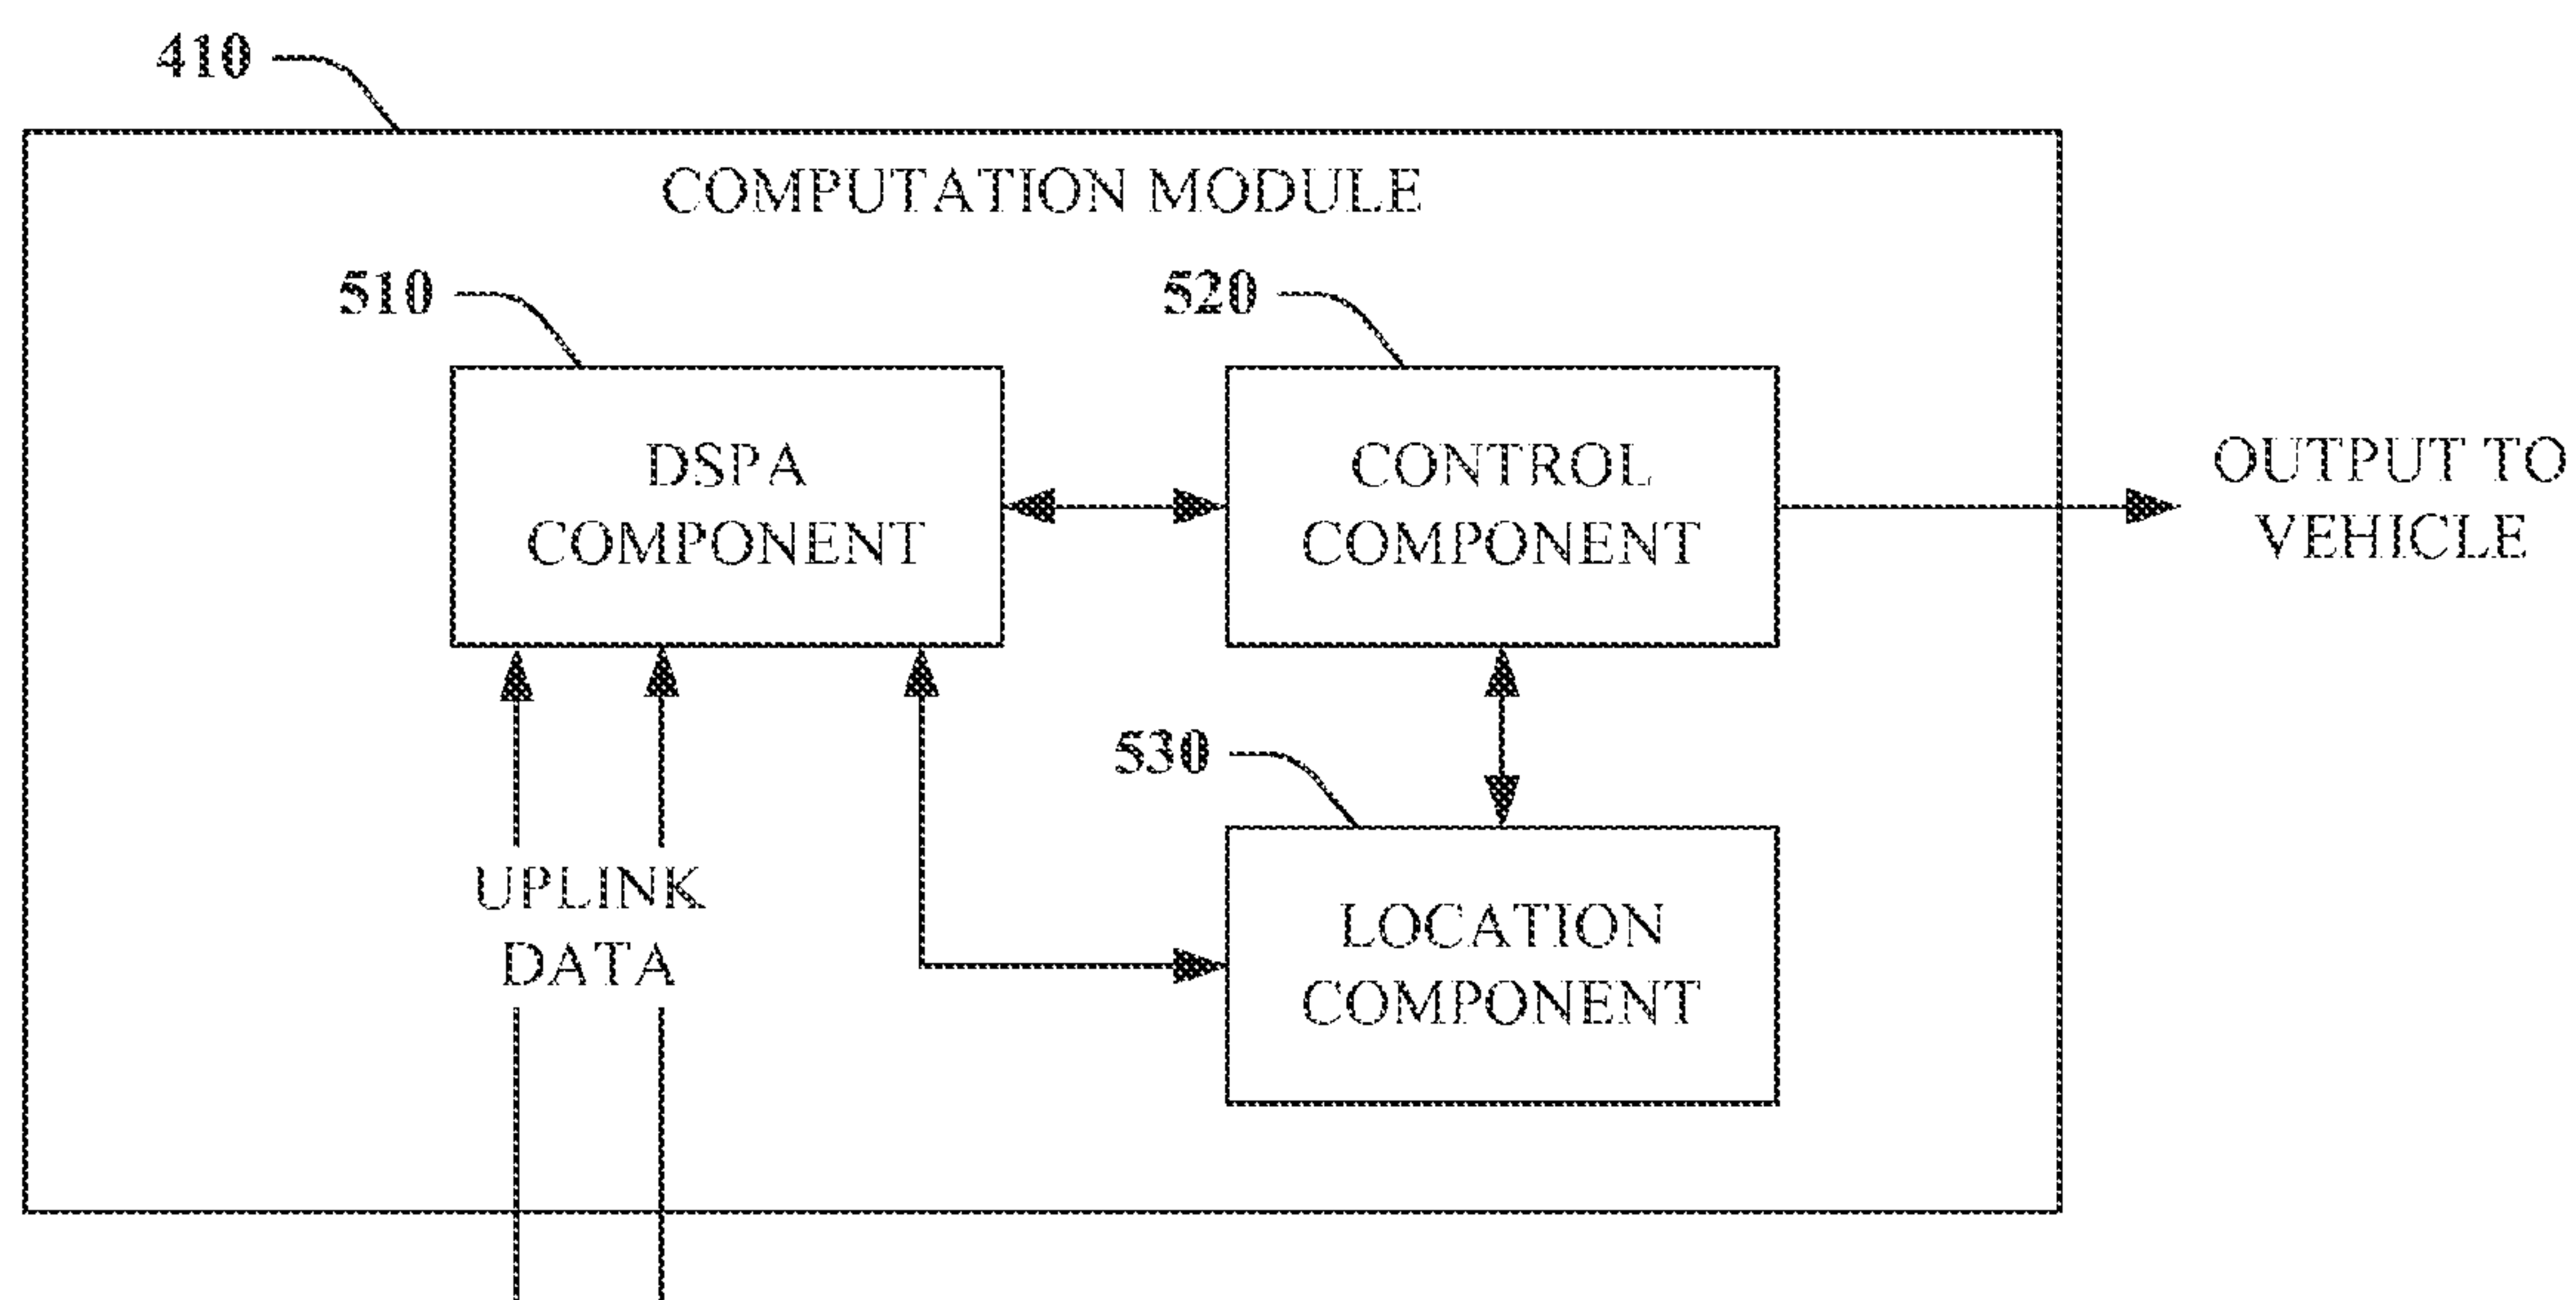 410
COMPUTATION MODULE
510
520
DSPA
COMPONENT
CONTROL
COMPONENT
OUTPUT TO
VEHICLE
530
UPLINK
DATA
LOCATION
COMPONENT